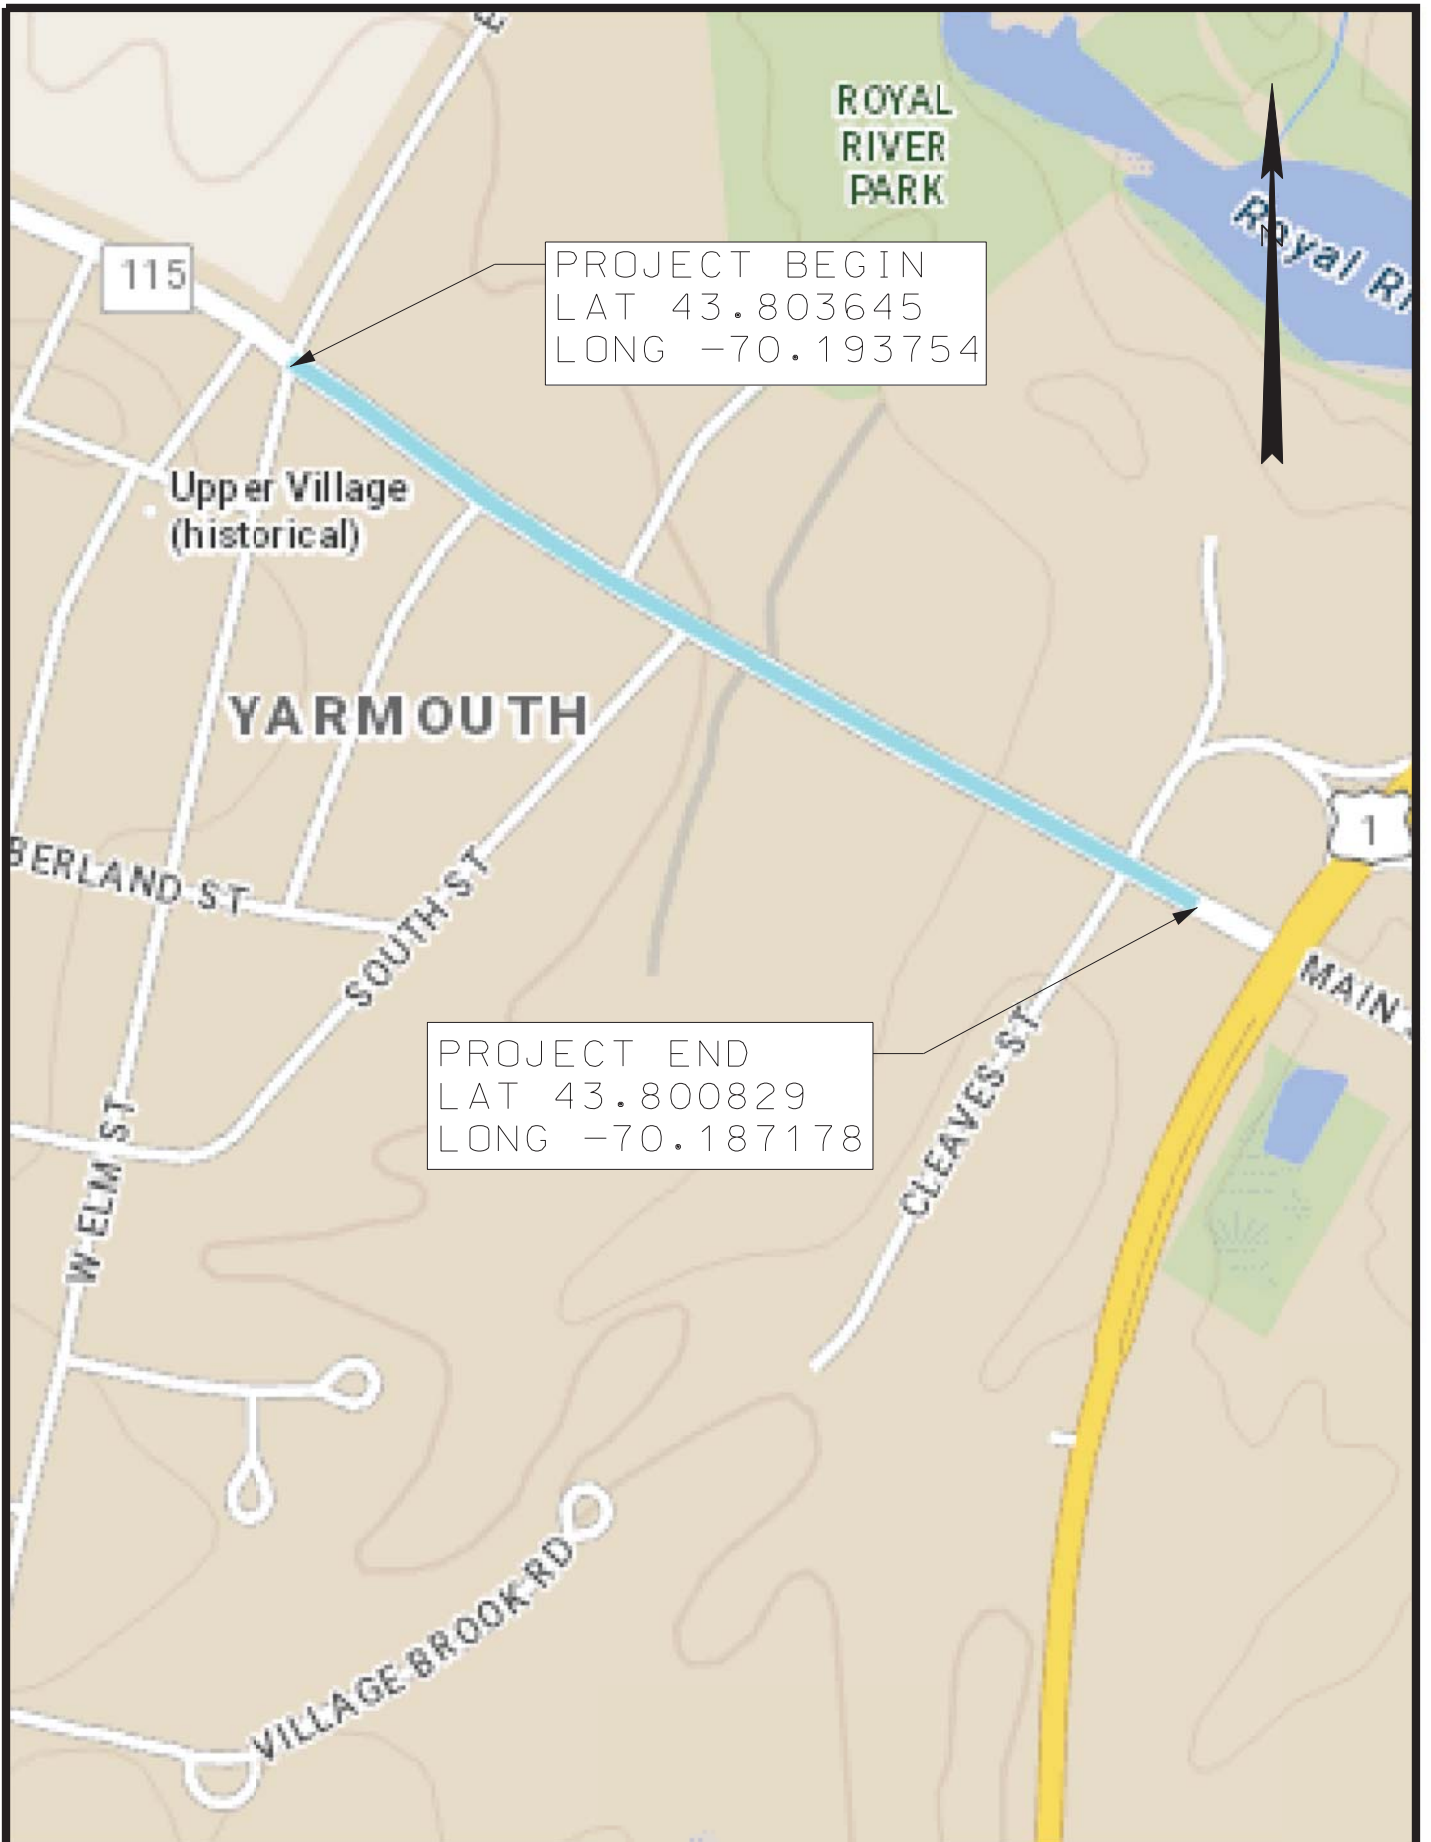 E
ROYAL
RIVER
PARK
Royal Ri
N
115
PROJECT BEGIN
LAT 43.803645
LONG -70.193754
Upper Village
(historical)
YARMOUTH
1
BERLAND ST
SOUTH ST
MAIN
PROJECT END
LAT 43.800829
LONG -70.187178
CLEAVES ST
W ELM ST
VILLAGE BROOK RD